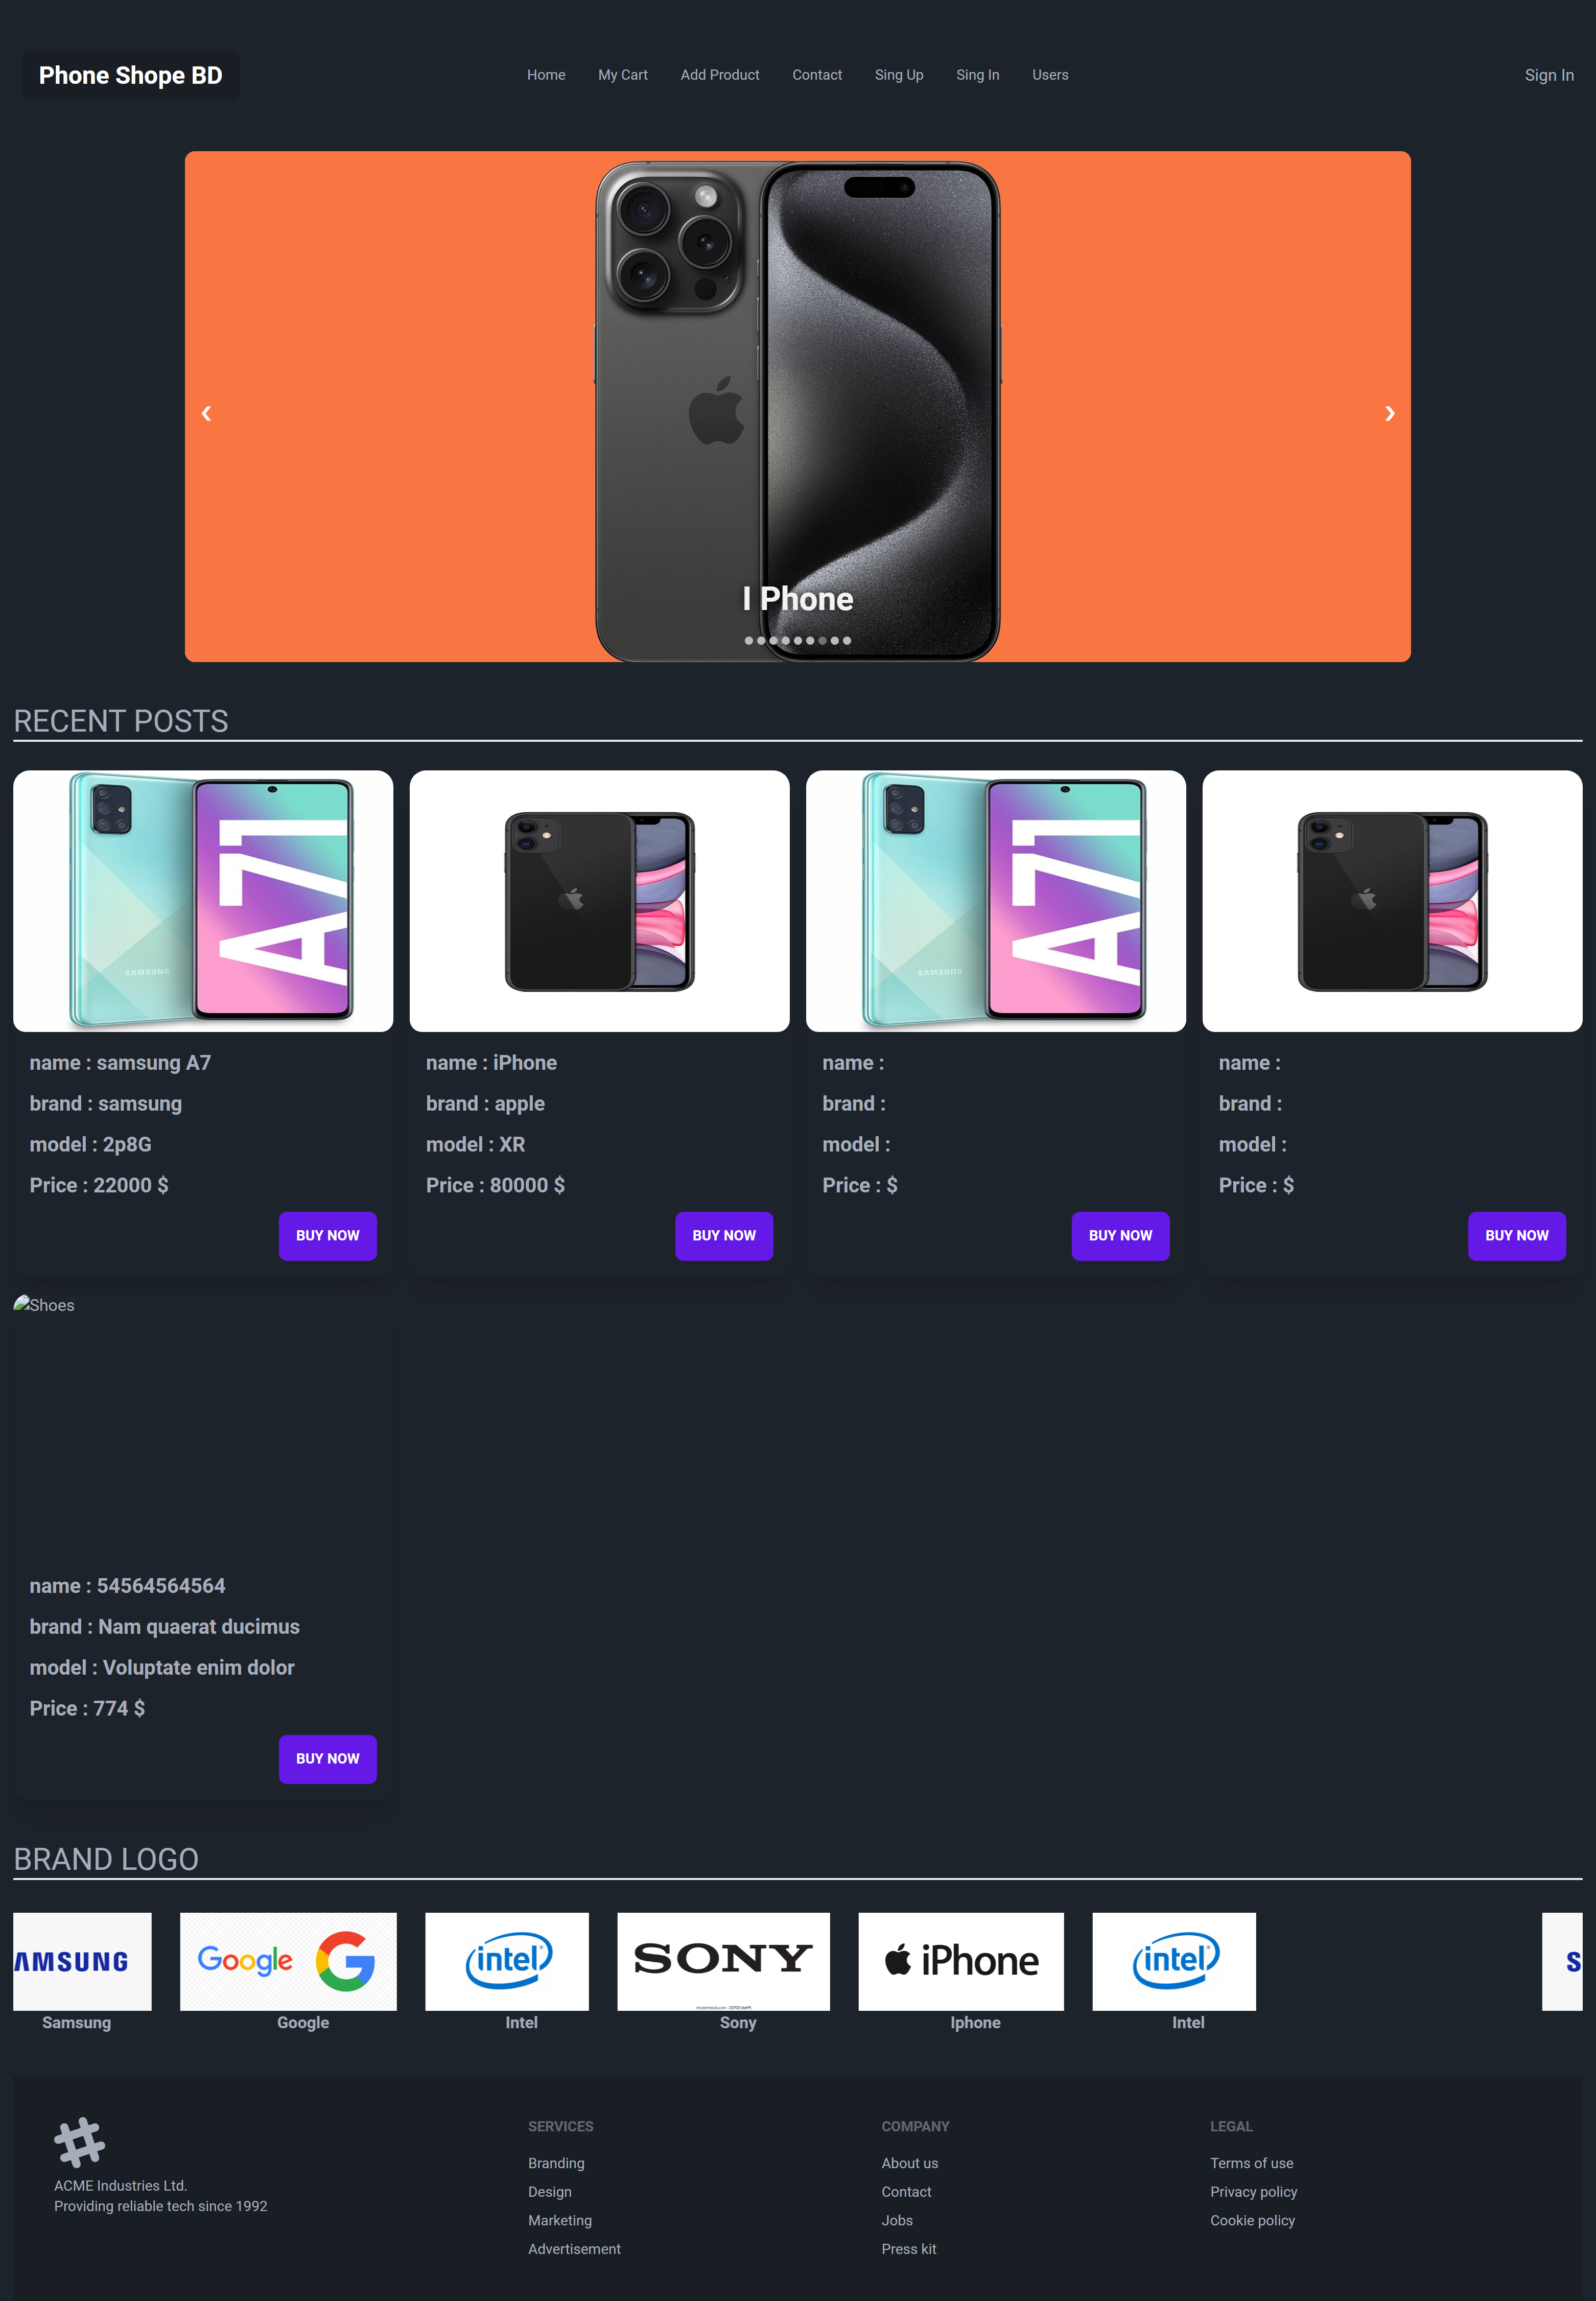 Phone Shope BD
Home My Cart Add Product Contact Sing Up Sing In Users
Sign In
I Phone
RECENT POSTS
SAMSUNG
A71
name : samsung A7
brand : samsung
model : 2p8G
Price : 22000 $
BUY NOW
name : iPhone
brand : apple
model : XR
Price : 80000 $
BUY NOW
SAMSUNG
A71
name :
brand :
model :
Price : $
BUY NOW
name :
brand :
model :
Price : $
BUY NOW
Shoes
name : 54564564564
brand : Nam quaerat ducimus
model : Voluptate enim dolor
Price : 774 $
BUY NOW
BRAND LOGO
AMSUNG
Samsung
Google G
Google
intel
Intel
SONY
Sony
iPhone
Iphone
intel
Intel
S
ACME Industries Ltd.
Providing reliable tech since 1992
SERVICES
Branding
Design
Marketing
Advertisement
COMPANY
About us
Contact
Jobs
Press kit
LEGAL
Terms of use
Privacy policy
Cookie policy